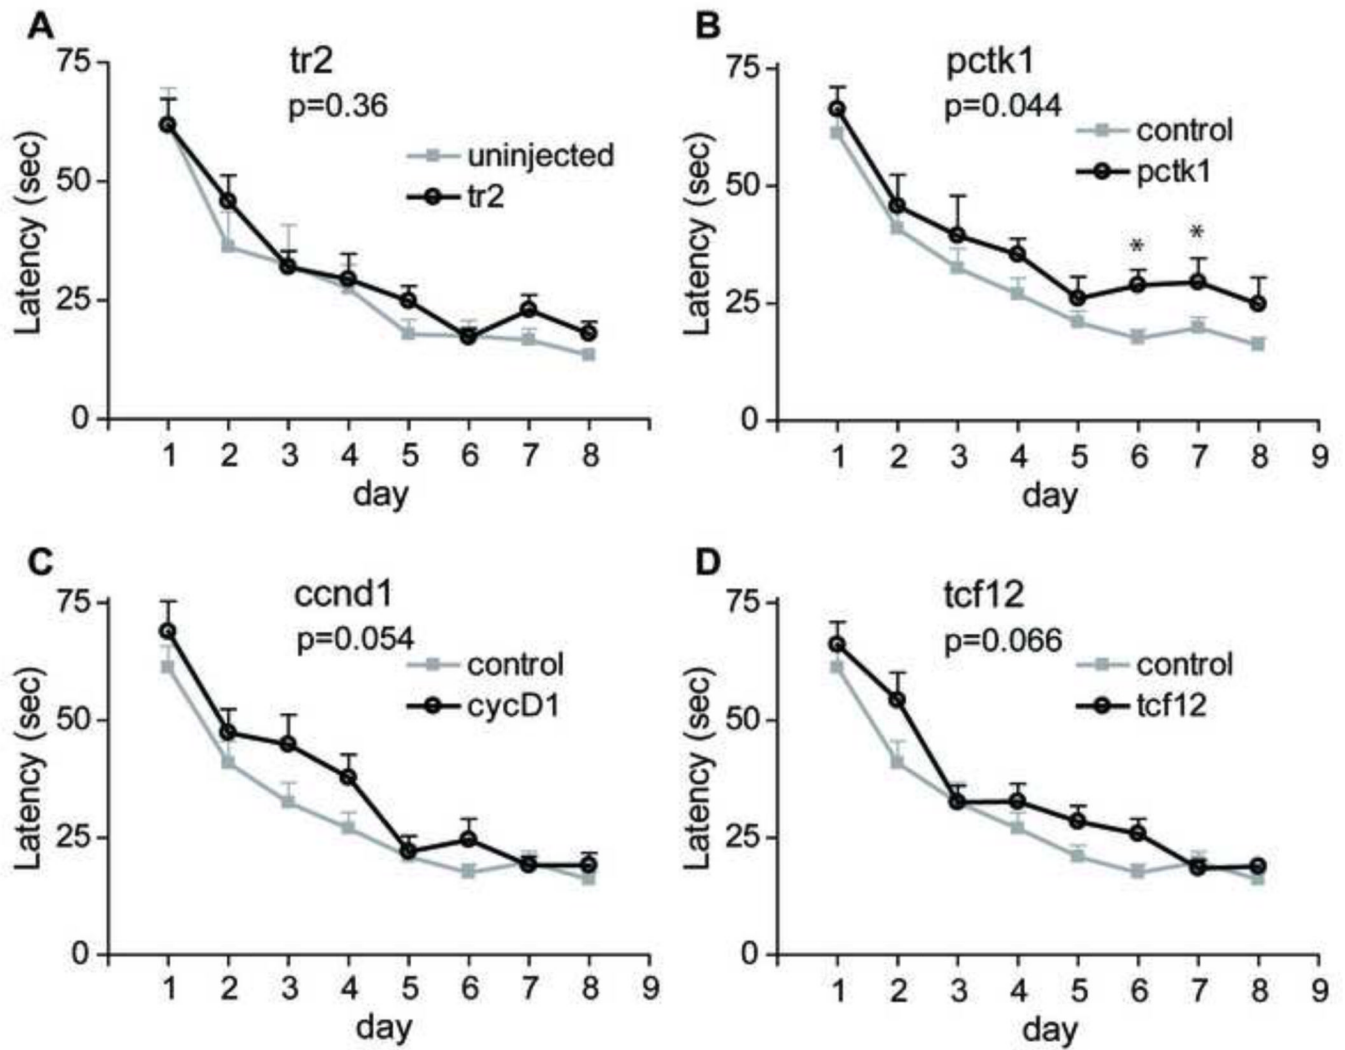 A
tr2
p=0.36
uninjected
tr2
Latency (sec)
75
50
25
0
1 2 3 4 5 6 7 8
day
B
pctk1
p=0.044
control
pctk1
* *
Latency (sec)
75
50
25
0
1 2 3 4 5 6 7 8 9
day
C
ccnd1
p=0.054
control
cycD1
Latency (sec)
75
50
25
0
1 2 3 4 5 6 7 8 9
day
D
tcf12
p=0.066
control
tcf12
Latency (sec)
75
50
25
0
1 2 3 4 5 6 7 8 9
day